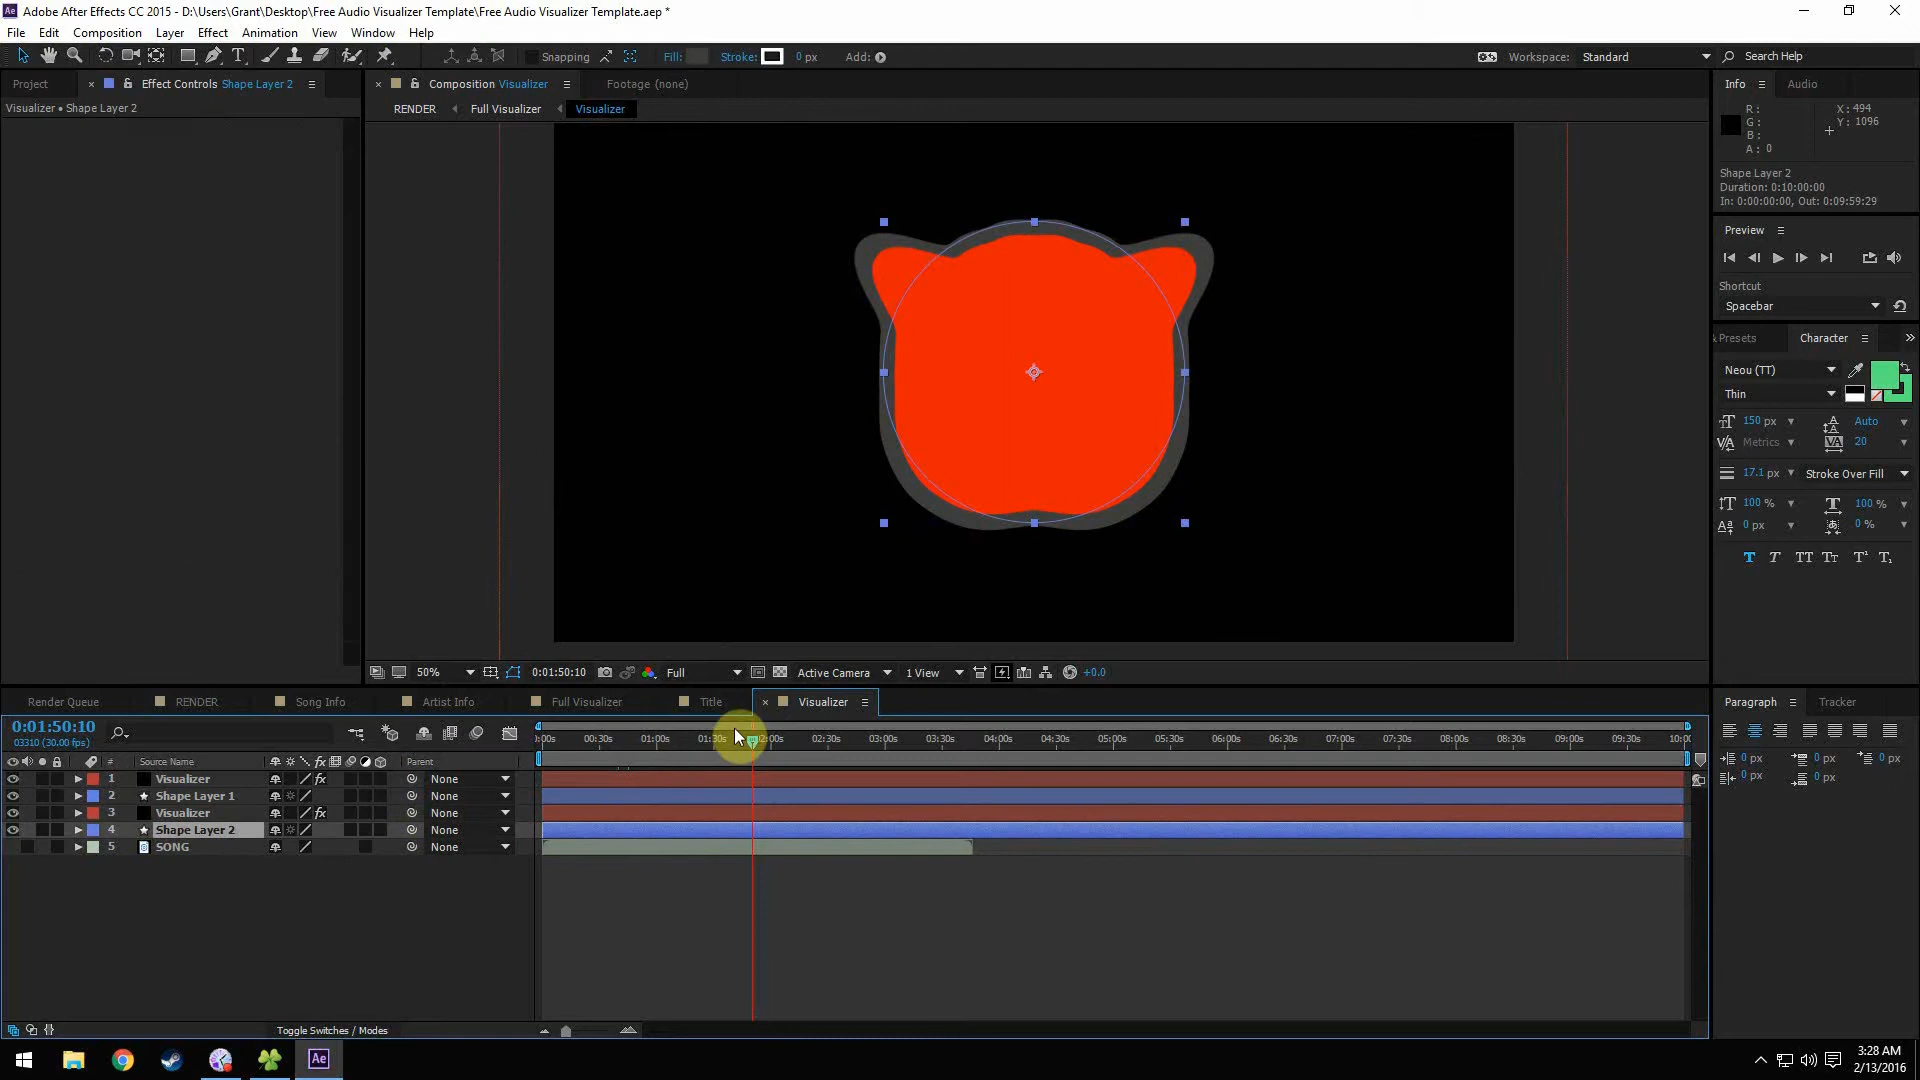 Adobe After Effects CC 2015 - D:\Users\Grant\Desktop\Free Audio Visualizer Template\Free Audio Visualizer Template.aep *
File Edit Composition Layer Effect Animation View Window Help
Snapping Fill: Stroke: 0 px Add: Workspace: Standard Search Help
Project Effect Controls Shape Layer 2 Composition Visualizer Footage (none) Info Audio
Visualizer • Shape Layer 2
RENDER Full Visualizer Visualizer
R: X: 494
G: Y: 1096
B:
A: 0
Shape Layer 2
Duration: 0:10:00:00
In: 0:00:00:00, Out: 0:09:59:29
Preview
Shortcut
Spacebar
& Presets Character
Neou (TT)
Thin
150 px Auto
Metrics 20
17.1 px Stroke Over Fill
100 % 100 %
0 px 0 %
T T TT Tt T¹ T₁
50% 0:01:50:10 Full Active Camera 1 View +0.0
Render Queue RENDER Song Info Artist Info Full Visualizer Title Visualizer Paragraph Tracker
0:01:50:10
03310 (30.00 fps)
:00s 00:30s 01:00s 01:30s 02:00s 02:30s 03:00s 03:30s 04:00s 04:30s 05:00s 05:30s 06:00s 06:30s 07:00s 07:30s 08:00s 08:30s 09:00s 09:30s 10:00
# Source Name Parent
1 Visualizer None
2 Shape Layer 1 None
3 Visualizer None
4 Shape Layer 2 None
5 SONG None
0 px 0 px 0 px
0 px 0 px
Toggle Switches / Modes
Ae
3:28 AM
2/13/2016